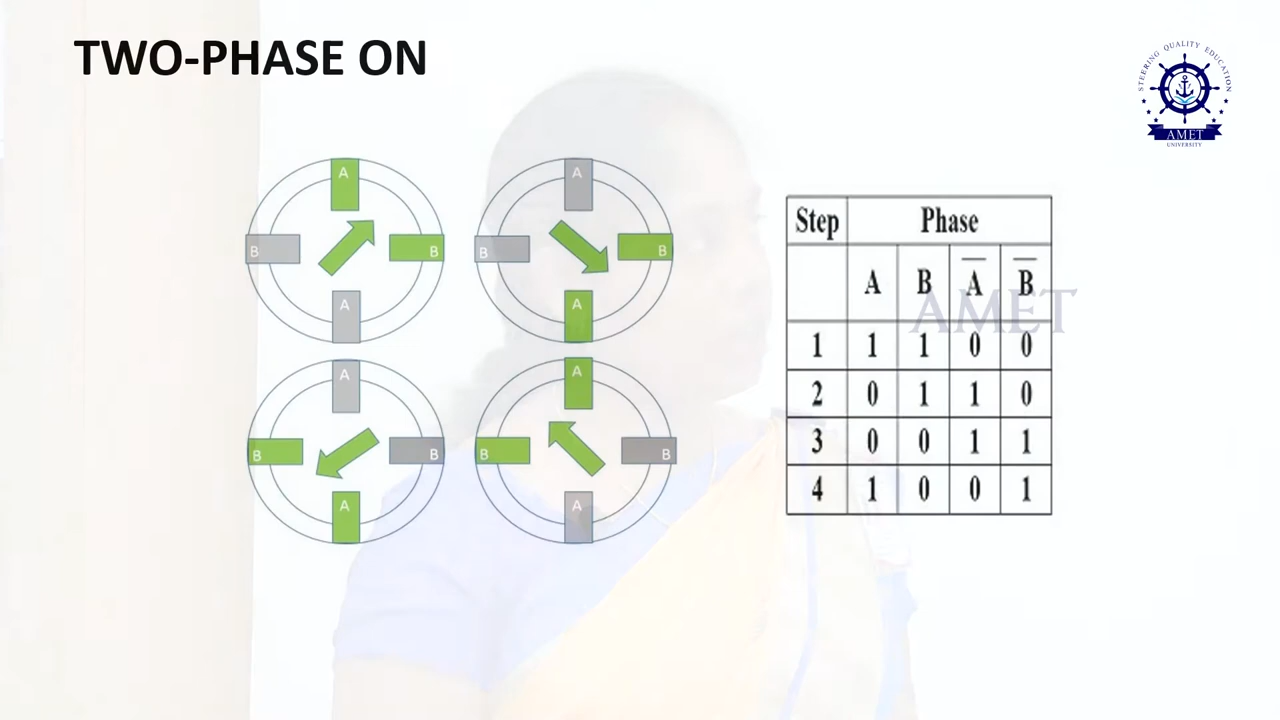 TWO-PHASE ON
STEERING QUALITY EDUCATION
AMET
UNIVERSITY
A
B
B
A
A
B
B
A
A
B
B
A
A
B
B
A
Step Phase
A B A̅ B̅
1 1 1 0 0
2 0 1 1 0
3 0 0 1 1
4 1 0 0 1
AMET